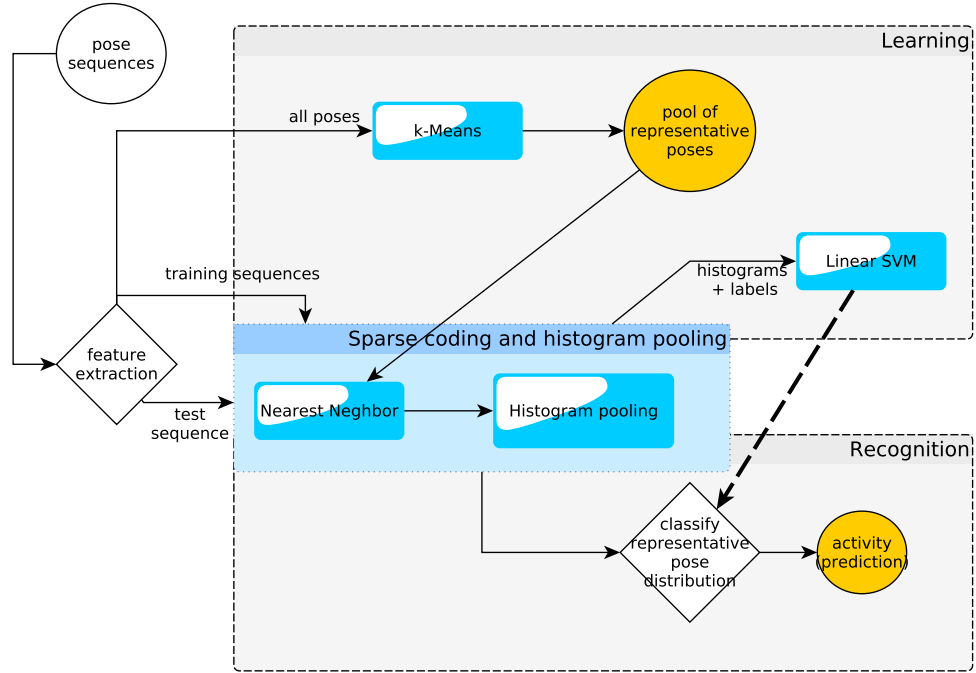 pose
sequences
Learning
all poses
k-Means
pool of
representative
poses
training sequences
histograms
+ labels
Linear SVM
feature
extraction
test
sequence
Sparse coding and histogram pooling
Nearest Neghbor
Histogram pooling
Recognition
classify
representative
pose
distribution
activity
(prediction)